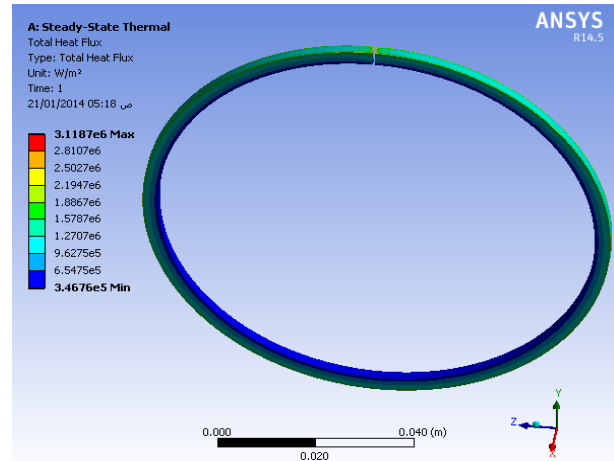 A: Steady-State Thermal
Total Heat Flux
Type: Total Heat Flux
Unit: W/m²
Time: 1
21/01/2014 05:18 ص
ANSYS
R14.5
3.1187e6 Max
2.8107e6
2.5027e6
2.1947e6
1.8867e6
1.5787e6
1.2707e6
9.6275e5
6.5475e5
3.4676e5 Min
0.000
0.040 (m)
0.020
Y
Z
X